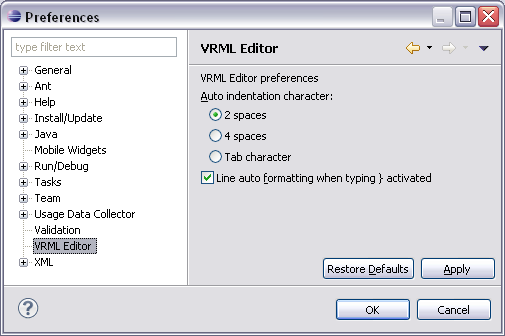 Preferences
type filter text
General
Ant
Help
Install/Update
Java
Mobile Widgets
Run/Debug
Tasks
Team
Usage Data Collector
Validation
VRML Editor
XML
VRML Editor
VRML Editor preferences
Auto indentation character:
2 spaces
4 spaces
Tab character
Line auto formatting when typing } activated
Restore Defaults
Apply
?
OK
Cancel